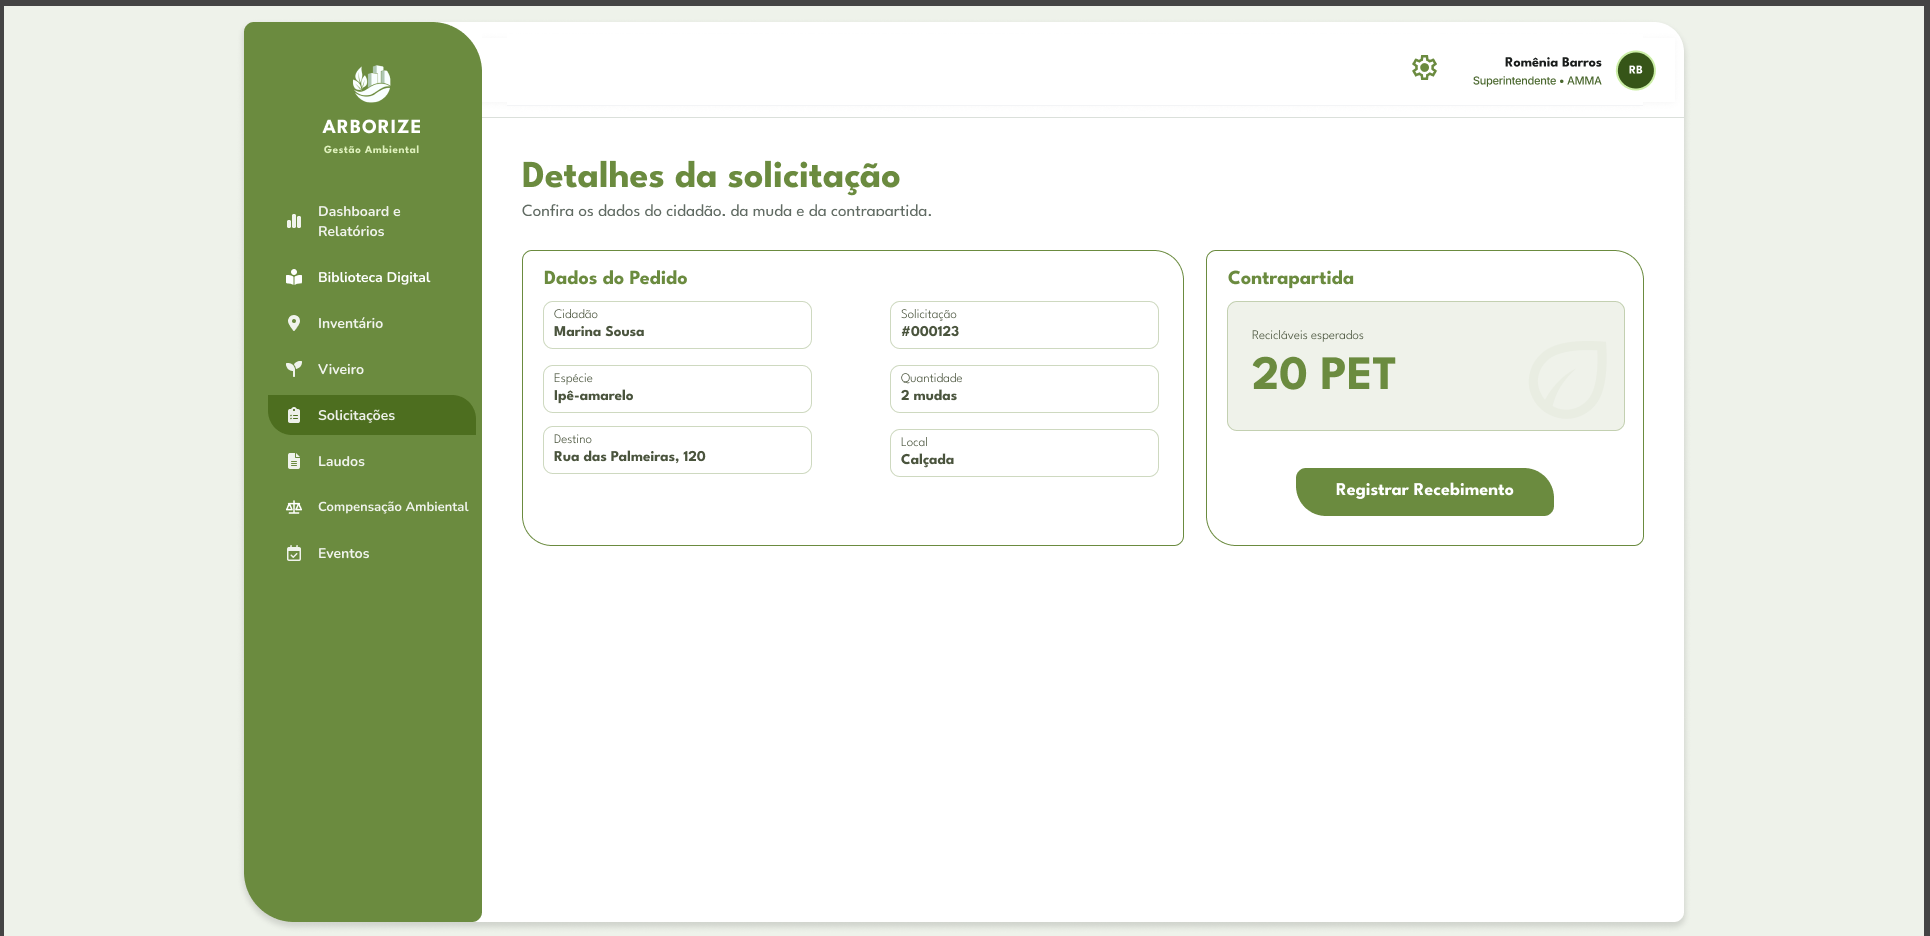 ARBORIZE
Gestão Ambiental
Dashboard e
Relatórios
Biblioteca Digital
Inventário
Viveiro
Solicitações
Laudos
Compensação Ambiental
Eventos
Romênia Barros
Superintendente • AMMA
RB
Detalhes da solicitação
Confira os dados do cidadão, da muda e da contrapartida.
Dados do Pedido
Cidadão
Marina Sousa
Solicitação
#000123
Espécie
Ipê-amarelo
Quantidade
2 mudas
Destino
Rua das Palmeiras, 120
Local
Calçada
Contrapartida
Recicláveis esperados
20 PET
Registrar Recebimento